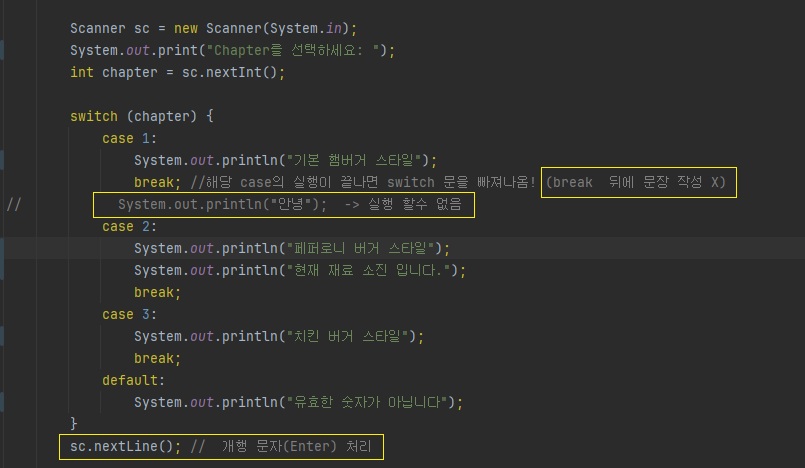 Scanner sc = new Scanner(System.in);
System.out.print("Chapter를 선택하세요: ");
int chapter = sc.nextInt();
switch (chapter) {
case 1:
System.out.println("기본 햄버거 스타일");
break; //해당 case의 실행이 끝나면 switch 문을 빠져나옴! (break 뒤에 문장 작성 X)
// System.out.println("안녕"); -> 실행 할수 없음
case 2:
System.out.println("페퍼로니 버거 스타일");
System.out.println("현재 재료 소진 입니다.");
break;
case 3:
System.out.println("치킨 버거 스타일");
break;
default:
System.out.println("유효한 숫자가 아닙니다");
}
sc.nextLine(); // 개행 문자(Enter) 처리